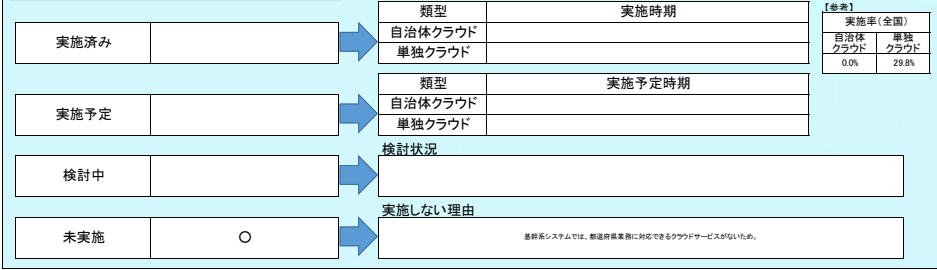 【参考】
実施率(全国)
自治体
クラウド
単独
クラウド
0.0% 29.8%
実施済み
類型 実施時期
自治体クラウド
単独クラウド
実施予定
類型 実施予定時期
自治体クラウド
単独クラウド
検討中
検討状況
未実施 ○
実施しない理由
基幹系システムでは、都道府県業務に対応できるクラウドサービスがないため。